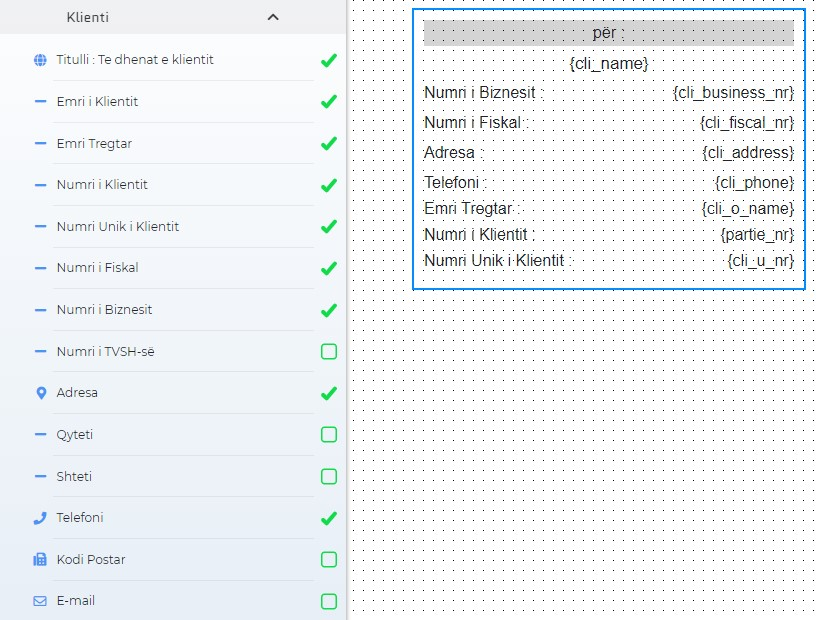 Klienti
Titulli : Te dhenat e klientit
Emri i Klientit
Emri Tregtar
Numri i Klientit
Numri Unik i Klientit
Numri i Fiskal
Numri i Biznesit
Numri i TVSH-së
Adresa
Qyteti
Shteti
Telefoni
Kodi Postar
E-mail
për :
{cli_name}
Numri i Biznesit : {cli_business_nr}
Numri i Fiskal : {cli_fiscal_nr}
Adresa : {cli_address}
Telefoni : {cli_phone}
Emri Tregtar : {cli_o_name}
Numri i Klientit : {partie_nr}
Numri Unik i Klientit : {cli_u_nr}